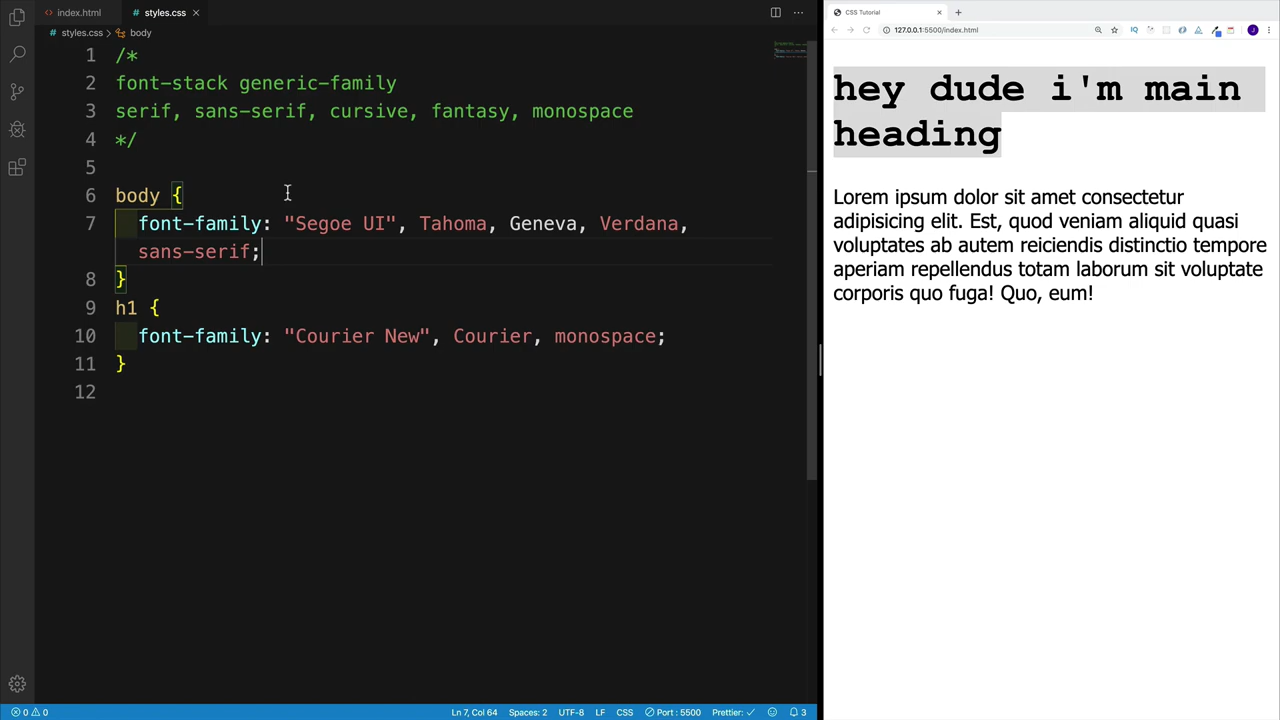 index.html
# styles.css
styles.css > body
1 /*
2 font-stack generic-family
3 serif, sans-serif, cursive, fantasy, monospace
4 */
5
6 body {
7 font-family: "Segoe UI", Tahoma, Geneva, Verdana,
sans-serif;
8 }
9 h1 {
10 font-family: "Courier New", Courier, monospace;
11 }
12
0 0
Ln 7, Col 64
Spaces: 2
UTF-8
LF
CSS
Port : 5500
Prettier:
3
CSS Tutorial
127.0.0.1:5500/index.html
IQ
J
hey dude i'm main
heading
Lorem ipsum dolor sit amet consectetur
adipisicing elit. Est, quod veniam aliquid quasi
voluptates ab autem reiciendis distinctio tempore
aperiam repellendus totam laborum sit voluptate
corporis quo fuga! Quo, eum!